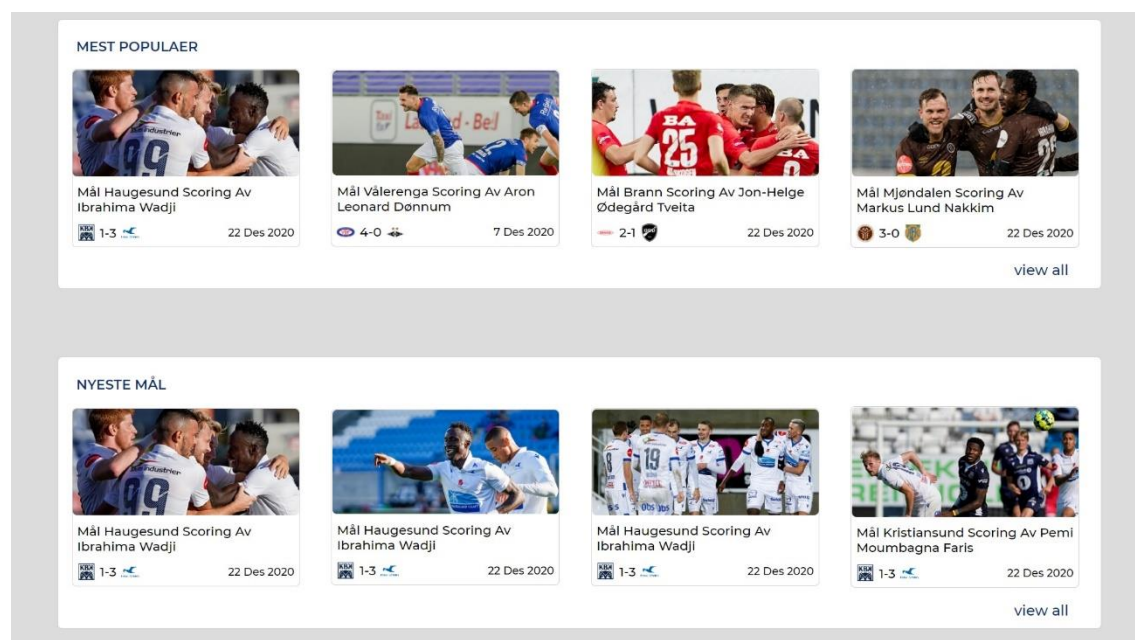 MEST POPULAER
Mål Haugesund Scoring Av
Ibrahima Wadji
1-3
22 Des 2020
Mål Vålerenga Scoring Av Aron
Leonard Dønnum
4-0
7 Des 2020
Mål Brann Scoring Av Jon-Helge
Ødegård Tveita
2-1
22 Des 2020
Mål Mjøndalen Scoring Av
Markus Lund Nakkim
3-0
22 Des 2020
view all
NYESTE MÅL
Mål Haugesund Scoring Av
Ibrahima Wadji
1-3
22 Des 2020
Mål Haugesund Scoring Av
Ibrahima Wadji
1-3
22 Des 2020
Mål Haugesund Scoring Av
Ibrahima Wadji
1-3
22 Des 2020
Mål Kristiansund Scoring Av Pemi
Moumbagna Faris
1-3
22 Des 2020
view all